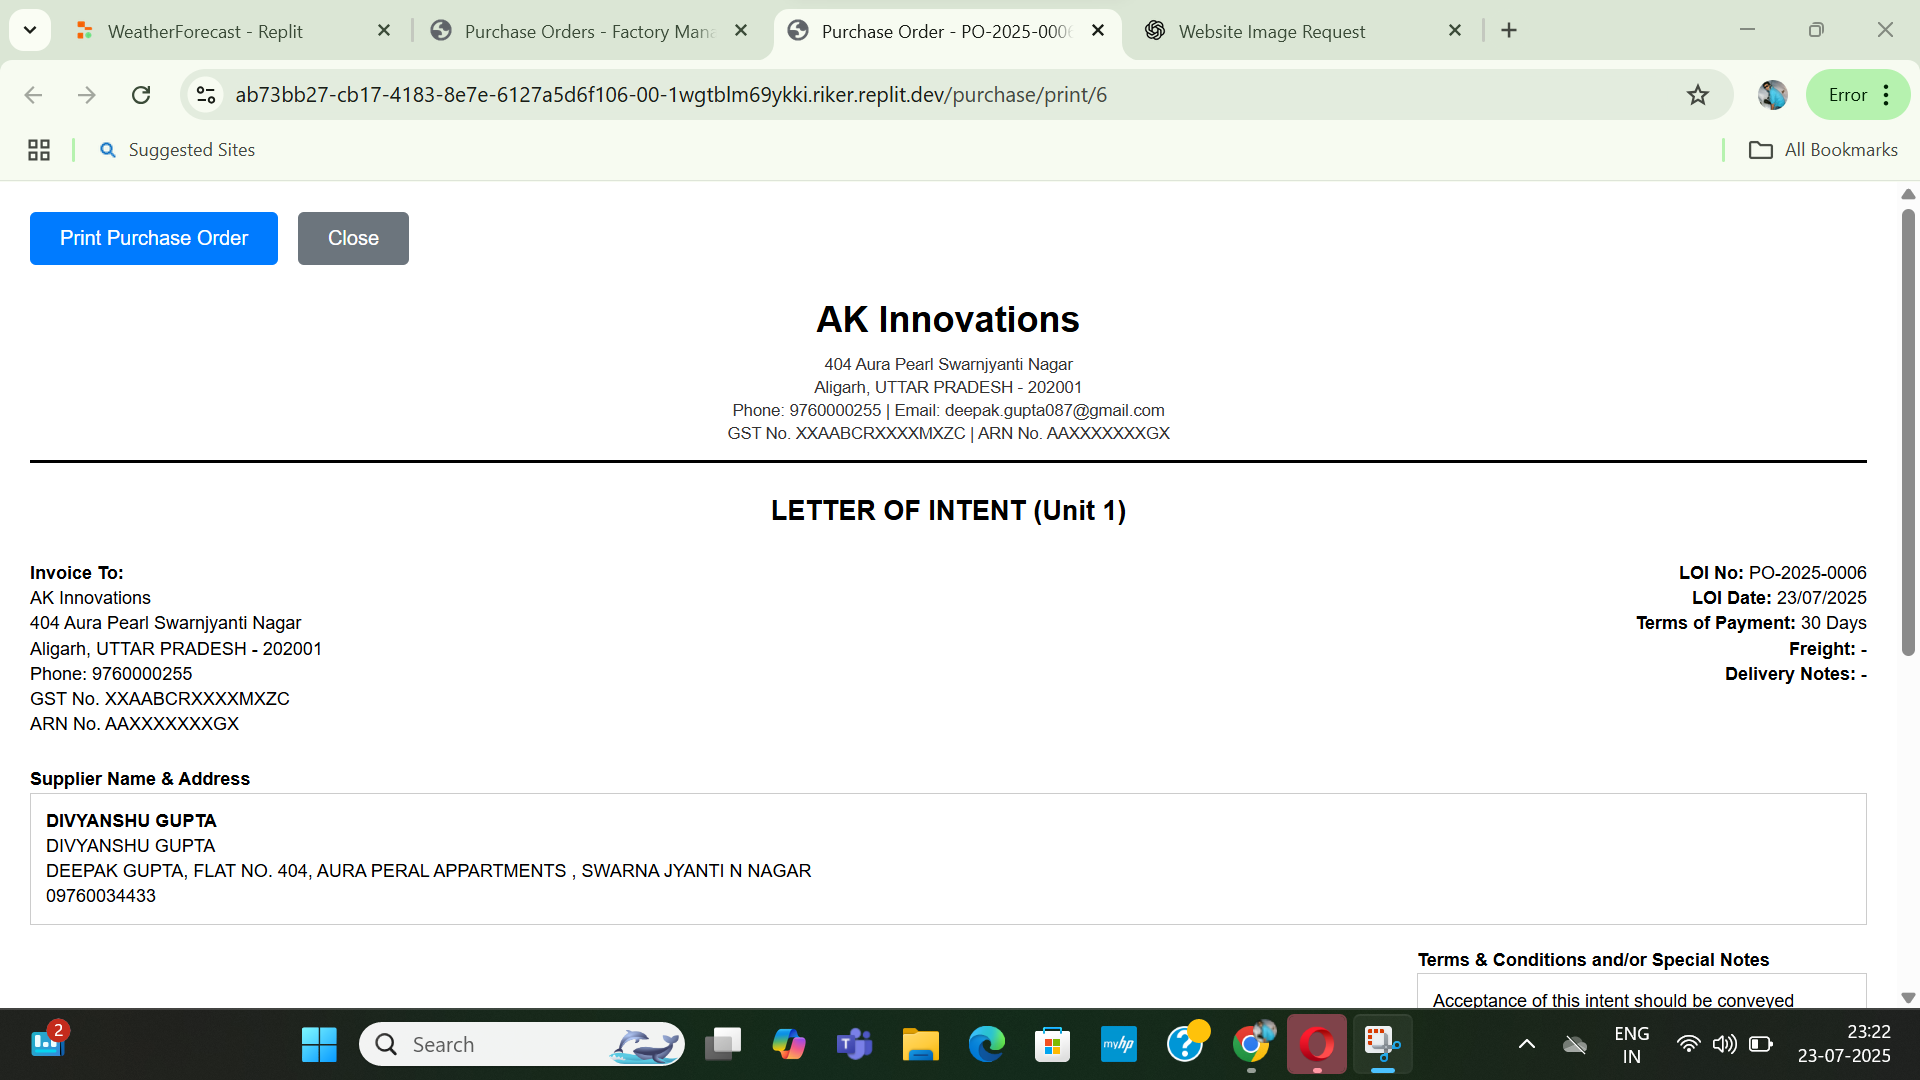 WeatherForecast - Replit
Purchase Orders - Factory Mana
Purchase Order - PO-2025-0006
Website Image Request
ab73bb27-cb17-4183-8e7e-6127a5d6f106-00-1wgtblm69ykki.riker.replit.dev/purchase/print/6
Error
Suggested Sites
All Bookmarks
Print Purchase Order
Close
AK Innovations
404 Aura Pearl Swarnjyanti Nagar
Aligarh, UTTAR PRADESH - 202001
Phone: 9760000255 | Email: deepak.gupta087@gmail.com
GST No. XXAABCRXXXXMXZC | ARN No. AAXXXXXXXGX
LETTER OF INTENT (Unit 1)
Invoice To:
AK Innovations
404 Aura Pearl Swarnjyanti Nagar
Aligarh, UTTAR PRADESH - 202001
Phone: 9760000255
GST No. XXAABCRXXXXMXZC
ARN No. AAXXXXXXXGX
LOI No: PO-2025-0006
LOI Date: 23/07/2025
Terms of Payment: 30 Days
Freight: -
Delivery Notes: -
Supplier Name & Address
DIVYANSHU GUPTA
DIVYANSHU GUPTA
DEEPAK GUPTA, FLAT NO. 404, AURA PERAL APPARTMENTS , SWARNA JYANTI N NAGAR
09760034433
Terms & Conditions and/or Special Notes
Acceptance of this intent should be conveyed
2
Search
T
myhp
ENG
IN
23:22
23-07-2025